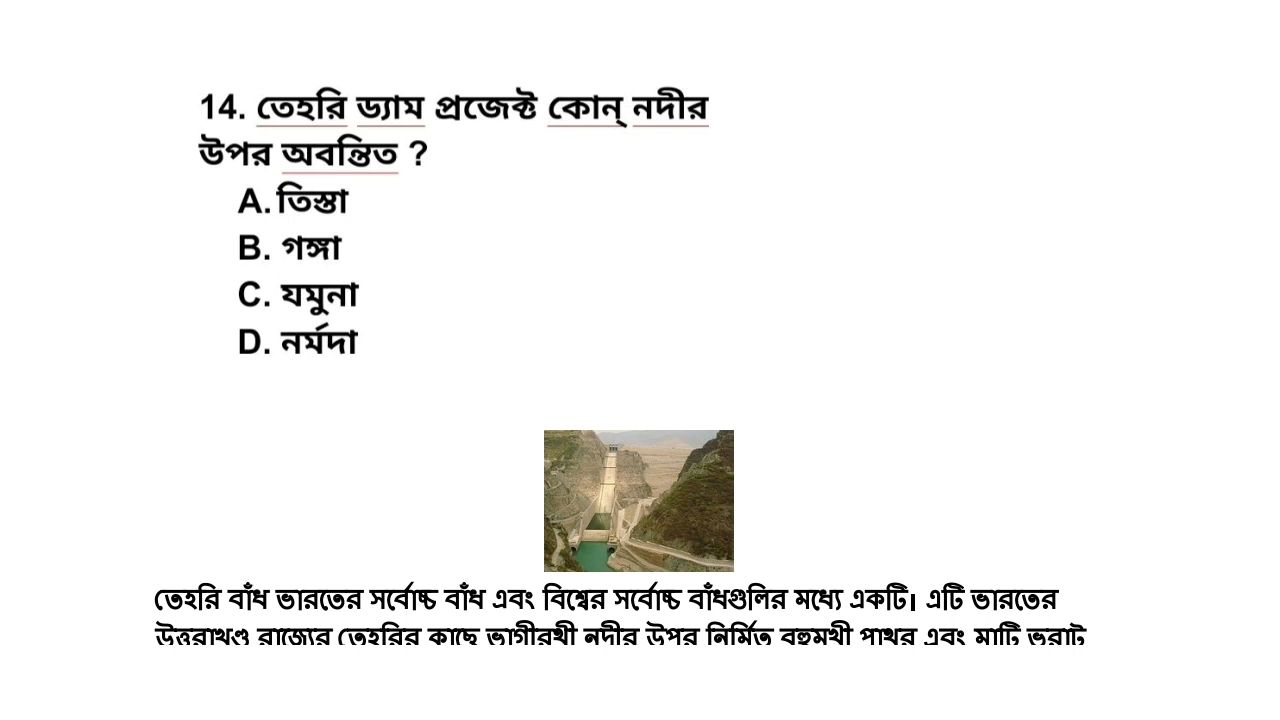 14. তেহরি ড্যাম প্রজেক্ট কোন্ নদীর
উপর অবন্তিত ?
A. তিস্তা
B. গঙ্গা
C. যমুনা
D. নর্মদা
তেহরি বাঁধ ভারতের সর্বোচ্চ বাঁধ এবং বিশ্বের সর্বোচ্চ বাঁধগুলির মধ্যে একটি। এটি ভারতের
উত্তরাখণ্ড রাজ্যের তেহরির কাছে ভাগীরথী নদীর উপর নির্মিত বহুমুখী পাথর এবং মাটি ভরাট